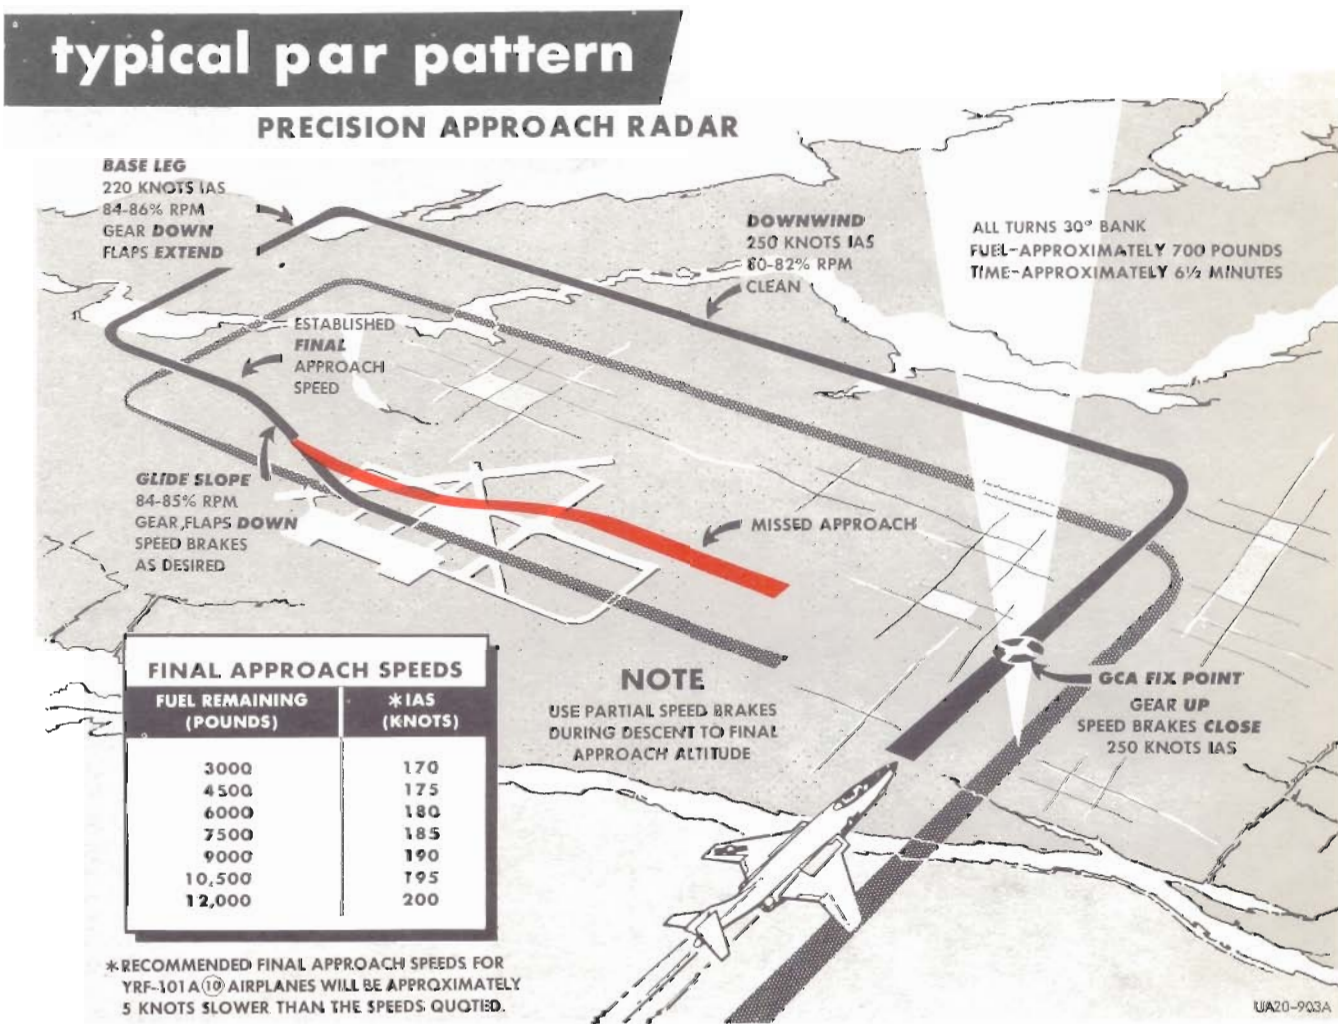 typical par pattern
PRECISION APPROACH RADAR
BASE LEG
220 KNOTS IAS
84-86% RPM
GEAR DOWN
FLAPS EXTEND
DOWNWIND
250 KNOTS IAS
80-82% RPM
CLEAN
ALL TURNS 30° BANK
FUEL-APPROXIMATELY 700 POUNDS
TIME-APPROXIMATELY 6½ MINUTES
ESTABLISHED
FINAL
APPROACH
SPEED
GLIDE SLOPE
84-85% RPM
GEAR, FLAPS DOWN
SPEED BRAKES
AS DESIRED
MISSED APPROACH
GCA FIX POINT
GEAR UP
SPEED BRAKES CLOSE
250 KNOTS IAS
NOTE
USE PARTIAL SPEED BRAKES
DURING DESCENT TO FINAL
APPROACH ALTITUDE
FINAL APPROACH SPEEDS
FUEL REMAINING (POUNDS) *IAS (KNOTS)
3000 170
4500 175
6000 180
7500 185
9000 190
10,500 195
12,000 200
*RECOMMENDED FINAL APPROACH SPEEDS FOR
YRF-101A ⑩ AIRPLANES WILL BE APPROXIMATELY
5 KNOTS SLOWER THAN THE SPEEDS QUOTED.
UA20-903A